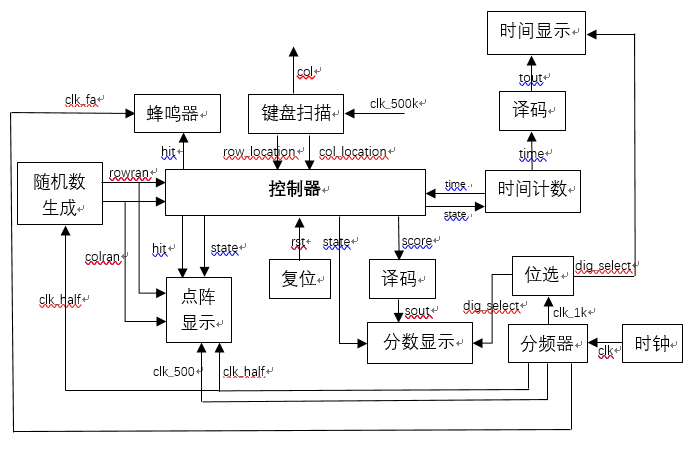 时间显示
col
tout
clk_fa
蜂鸣器
键盘扫描
clk_500k
译码
hit
row_location
col_location
time
随机数
生成
rowran
控制器
time
时间计数
state
colran
hit
state
rst
state
score
clk_half
点阵
显示
复位
译码
位选
dig_select
dig_select
sout
clk_1k
分数显示
分频器
clk
时钟
clk_500
clk_half